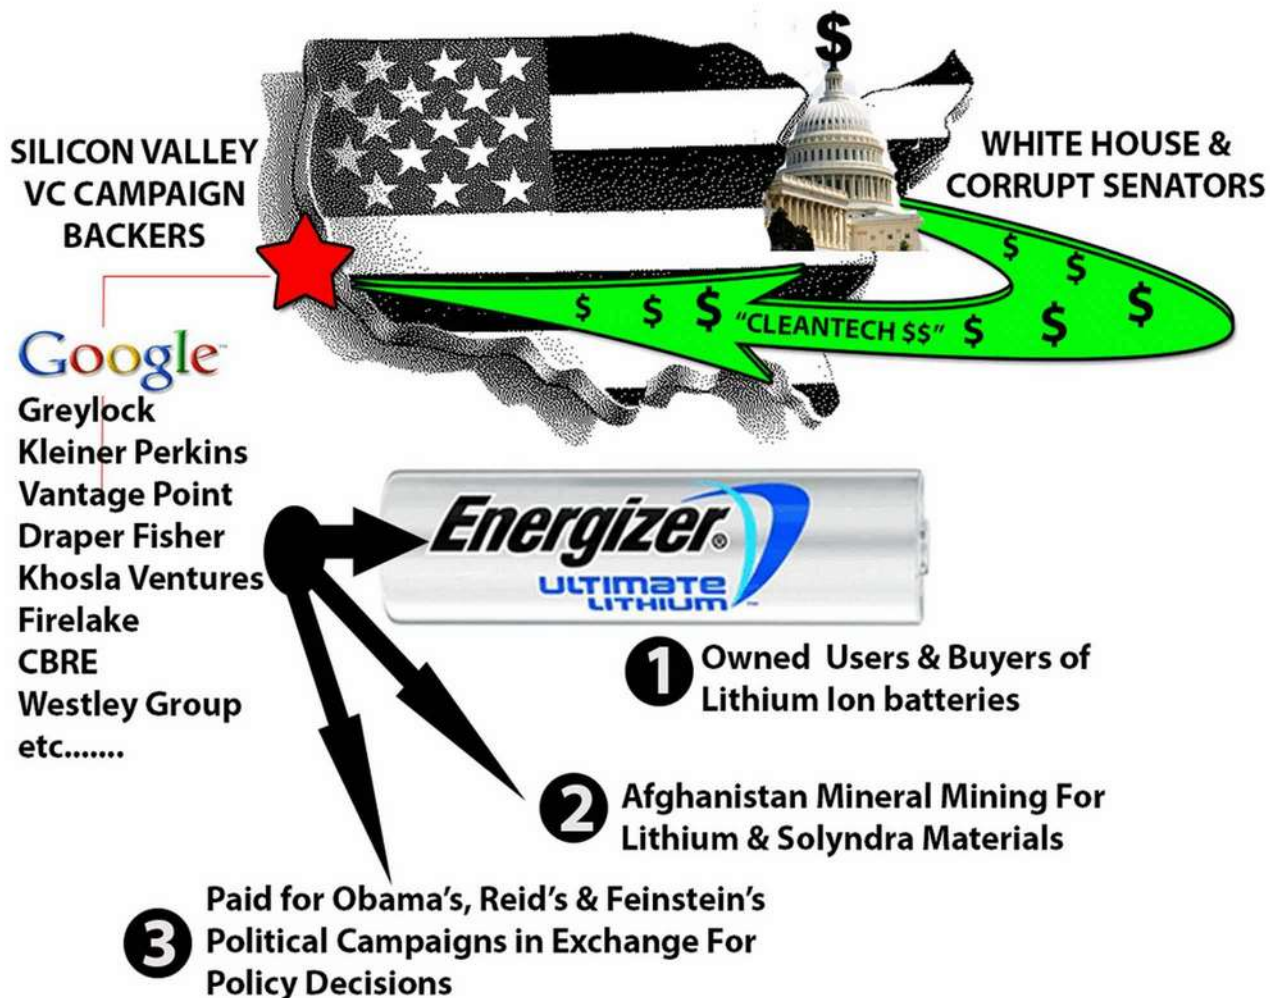 $
SILICON VALLEY
VC CAMPAIGN
BACKERS
WHITE HOUSE &
CORRUPT SENATORS
$ $ $ "CLEANTECH $$" $ $ $ $ $
Google™
Greylock
Kleiner Perkins
Vantage Point
Draper Fisher
Khosla Ventures
Firelake
CBRE
Westley Group
etc.......
Energizer®
ULTIMATE
LITHIUM™
1 Owned Users & Buyers of
Lithium Ion batteries
2 Afghanistan Mineral Mining For
Lithium & Solyndra Materials
3 Paid for Obama's, Reid's & Feinstein's
Political Campaigns in Exchange For
Policy Decisions